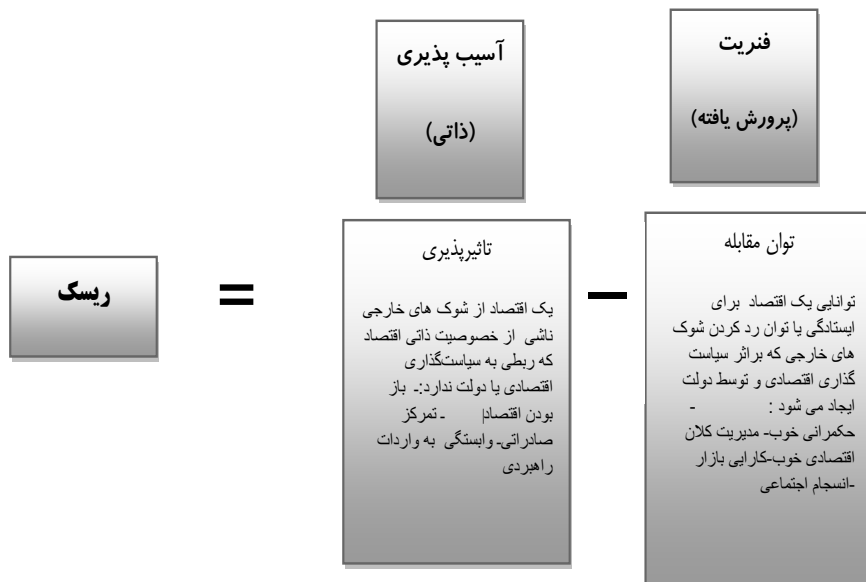 فنریت
(پرورش یافته)
آسیب پذیری
(ذاتی)
ریسک
=
تاثیرپذیری
یک اقتصاد از شوک های خارجی
ناشی از خصوصیت ذاتی اقتصاد
که ربطی به سیاست‌گذاری
اقتصادی یا دولت ندارد:ـ باز
بودن اقتصاد| ـ تمرکز
صادراتی- وابستگی به واردات
راهبردی
−
توان مقابله
توانایی یک اقتصاد برای
ایستادگی یا توان رد کردن شوک
های خارجی که براثر سیاست
گذاری اقتصادی و توسط دولت
ایجاد می شود : -
حکمرانی خوب- مدیریت کلان
اقتصادی خوب-کارایی بازار
-انسجام اجتماعی